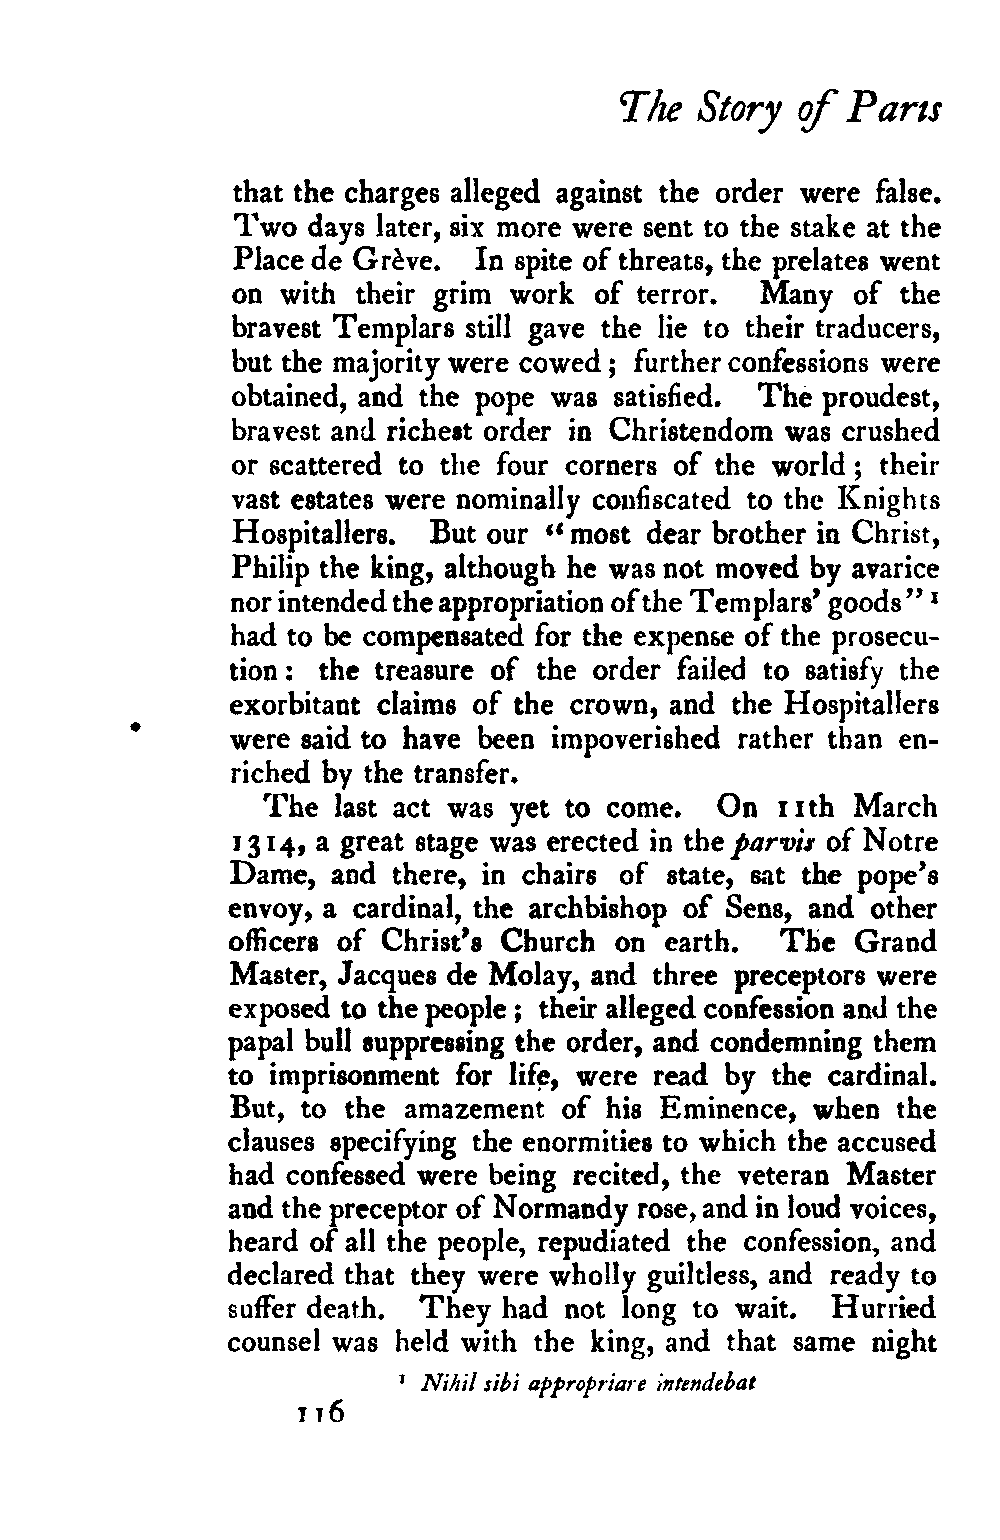 The Story of Paris
that the charges alleged against the order were false.
Two days later, six more were sent to the stake at the
Place de Grève. In spite of threats, the prelates went
on with their grim work of terror. Many of the
bravest Templars still gave the lie to their traducers,
but the majority were cowed ; further confessions were
obtained, and the pope was satisfied. The proudest,
bravest and richest order in Christendom was crushed
or scattered to the four corners of the world ; their
vast estates were nominally confiscated to the Knights
Hospitallers. But our “most dear brother in Christ,
Philip the king, although he was not moved by avarice
nor intended the appropriation of the Templars’ goods” ¹
had to be compensated for the expense of the prosecu-
tion : the treasure of the order failed to satisfy the
exorbitant claims of the crown, and the Hospitallers
were said to have been impoverished rather than en-
riched by the transfer.
The last act was yet to come. On 11th March
1314, a great stage was erected in the parvis of Notre
Dame, and there, in chairs of state, sat the pope’s
envoy, a cardinal, the archbishop of Sens, and other
officers of Christ’s Church on earth. The Grand
Master, Jacques de Molay, and three preceptors were
exposed to the people ; their alleged confession and the
papal bull suppressing the order, and condemning them
to imprisonment for life, were read by the cardinal.
But, to the amazement of his Eminence, when the
clauses specifying the enormities to which the accused
had confessed were being recited, the veteran Master
and the preceptor of Normandy rose, and in loud voices,
heard of all the people, repudiated the confession, and
declared that they were wholly guiltless, and ready to
suffer death. They had not long to wait. Hurried
counsel was held with the king, and that same night
¹ Nihil sibi appropriare intendebat
116